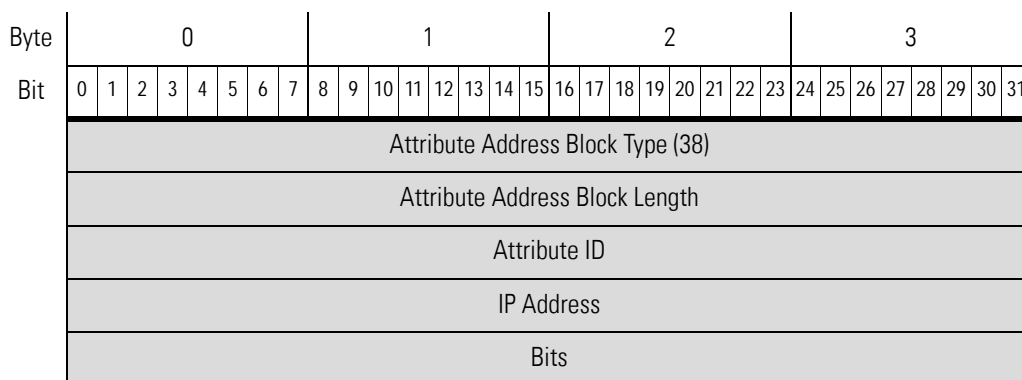 Byte 0 1 2 3
Bit 0 1 2 3 4 5 6 7 8 9 10 11 12 13 14 15 16 17 18 19 20 21 22 23 24 25 26 27 28 29 30 31
Attribute Address Block Type (38)
Attribute Address Block Length
Attribute ID
IP Address
Bits